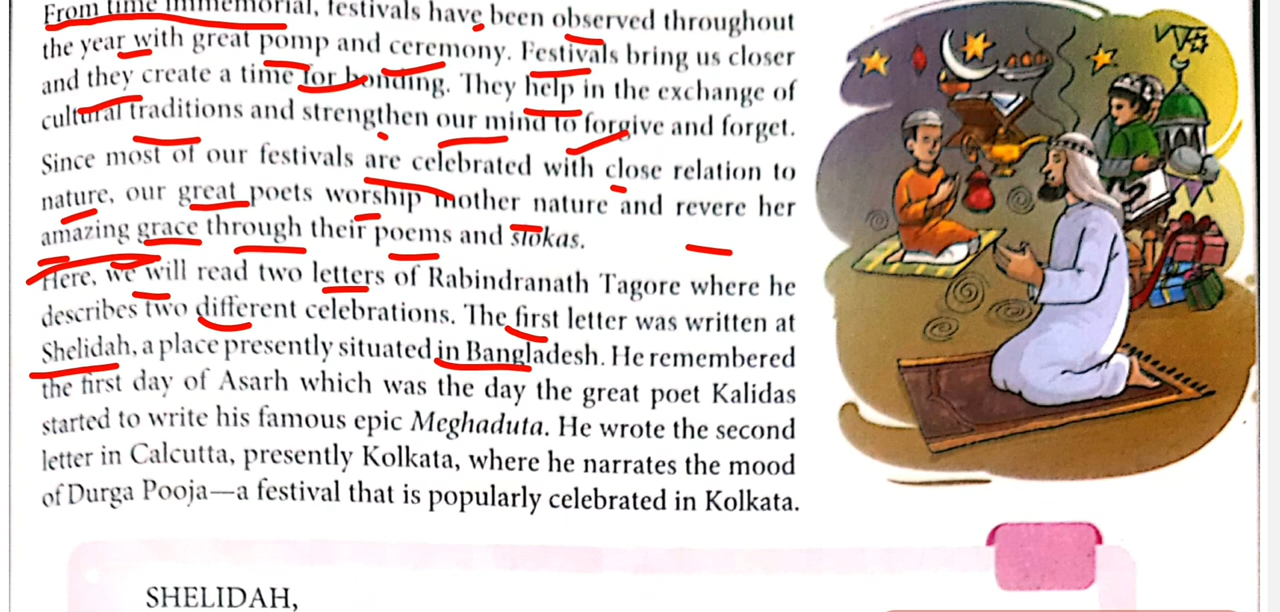 From time immemorial, festivals have been observed throughout
the year with great pomp and ceremony. Festivals bring us closer
and they create a time for bonding. They help in the exchange of
cultural traditions and strengthen our mind to forgive and forget.
Since most of our festivals are celebrated with close relation to
nature, our great poets worship mother nature and revere her
amazing grace through their poems and slokas.
Here, we will read two letters of Rabindranath Tagore where he
describes two different celebrations. The first letter was written at
Shelidah, a place presently situated in Bangladesh. He remembered
the first day of Asarh which was the day the great poet Kalidas
started to write his famous epic Meghaduta. He wrote the second
letter in Calcutta, presently Kolkata, where he narrates the mood
of Durga Pooja—a festival that is popularly celebrated in Kolkata.
SHELIDAH,